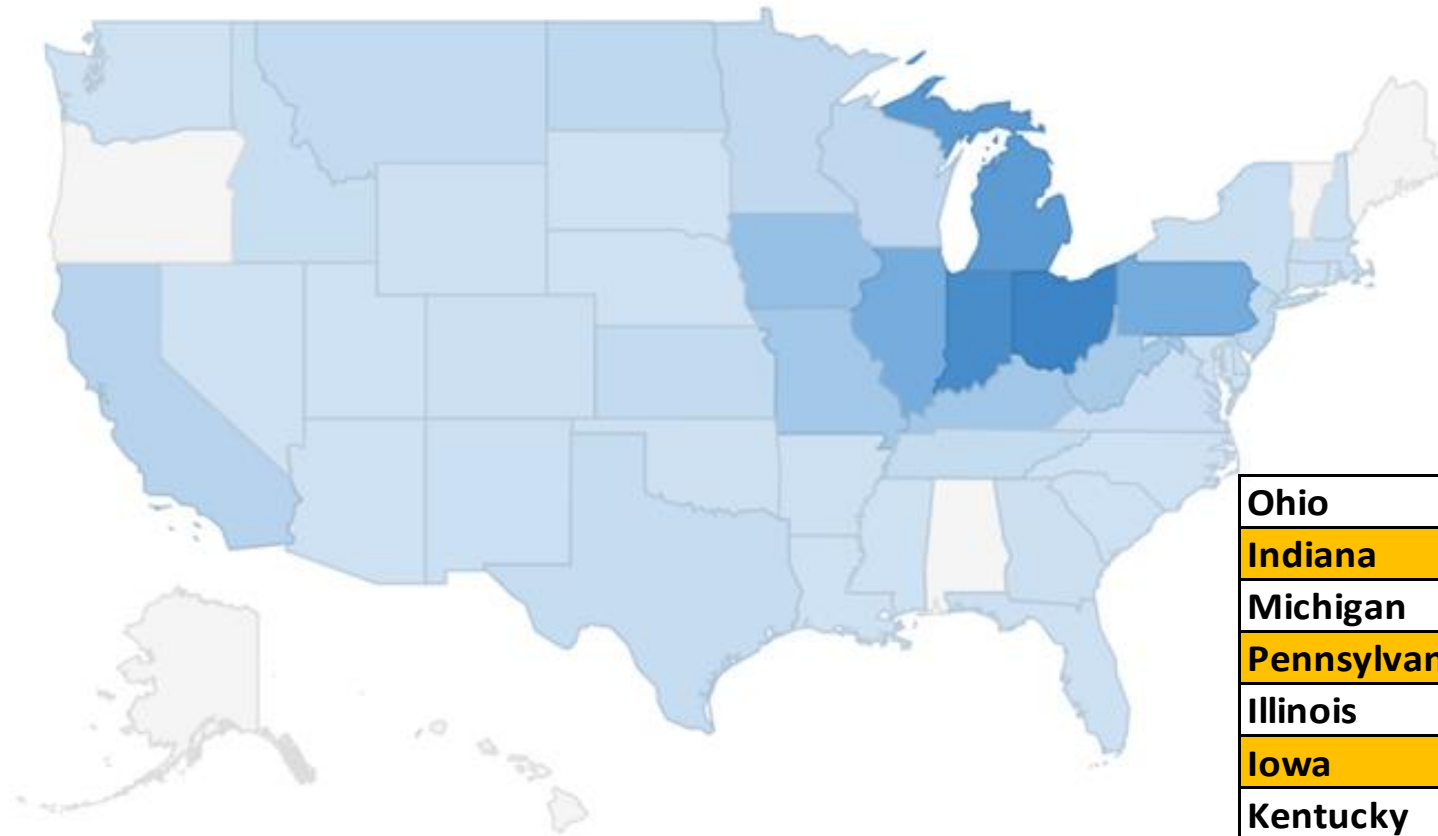 Ohio
Indiana
Michigan
Pennsylvan
Illinois
Iowa
Kentucky